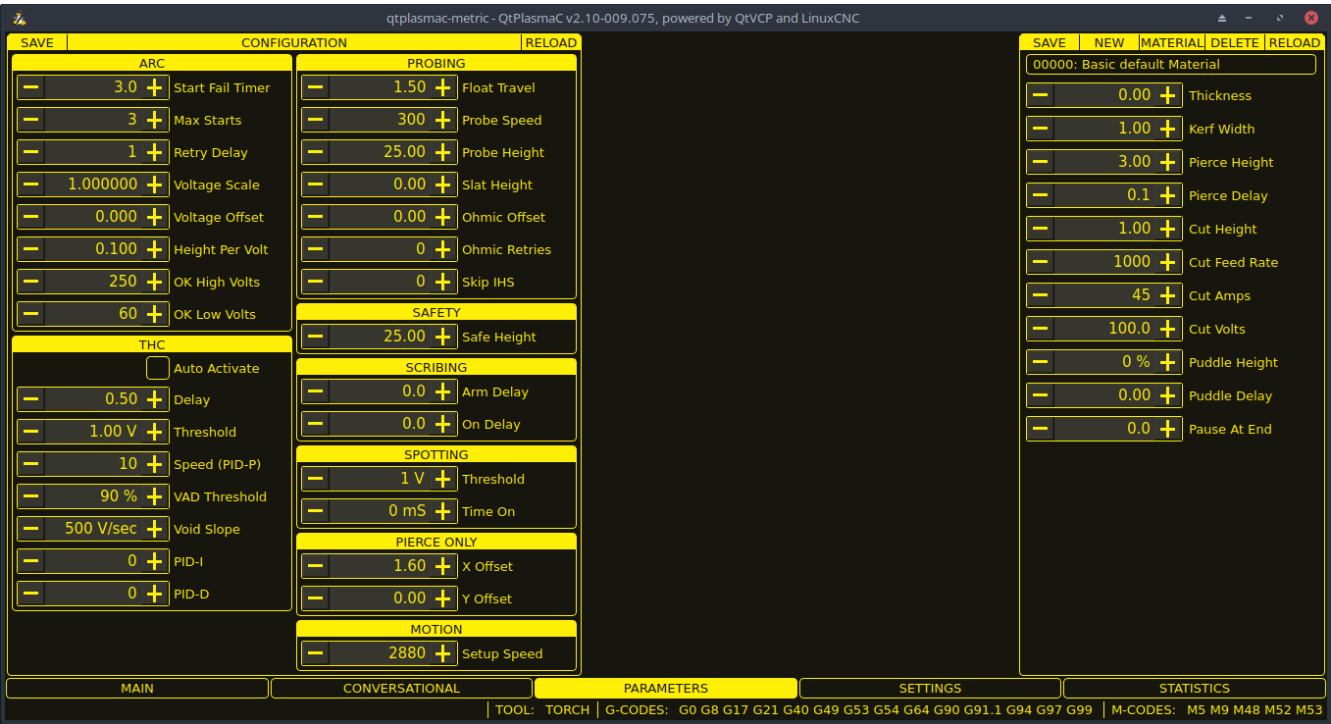 qtplasmac-metric - QtPlasmaC v2.10-009.075, powered by QtVCP and LinuxCNC
SAVE CONFIGURATION RELOAD
ARC
3.0 Start Fail Timer
3 Max Starts
1 Retry Delay
1.000000 Voltage Scale
0.000 Voltage Offset
0.100 Height Per Volt
250 OK High Volts
60 OK Low Volts
THC
Auto Activate
0.50 Delay
1.00 V Threshold
10 Speed (PID-P)
90 % VAD Threshold
500 V/sec Void Slope
0 PID-I
0 PID-D
PROBING
1.50 Float Travel
300 Probe Speed
25.00 Probe Height
0.00 Slat Height
0.00 Ohmic Offset
0 Ohmic Retries
0 Skip IHS
SAFETY
25.00 Safe Height
SCRIBING
0.0 Arm Delay
0.0 On Delay
SPOTTING
1 V Threshold
0 mS Time On
PIERCE ONLY
1.60 X Offset
0.00 Y Offset
MOTION
2880 Setup Speed
SAVE NEW MATERIAL DELETE RELOAD
00000: Basic default Material
0.00 Thickness
1.00 Kerf Width
3.00 Pierce Height
0.1 Pierce Delay
1.00 Cut Height
1000 Cut Feed Rate
45 Cut Amps
100.0 Cut Volts
0 % Puddle Height
0.00 Puddle Delay
0.0 Pause At End
MAIN CONVERSATIONAL PARAMETERS SETTINGS STATISTICS
TOOL: TORCH G-CODES: G0 G8 G17 G21 G40 G49 G53 G54 G64 G90 G91.1 G94 G97 G99 M-CODES: M5 M9 M48 M52 M53